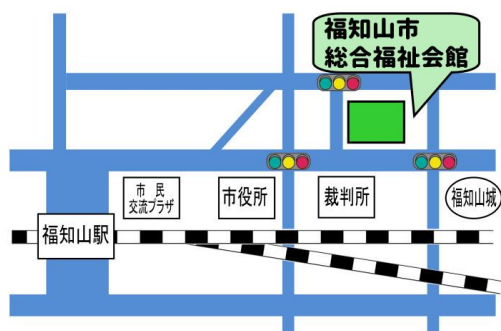 福知山市
総合福祉会館
市民
交流プラザ
市役所
裁判所
福知山城
福知山駅